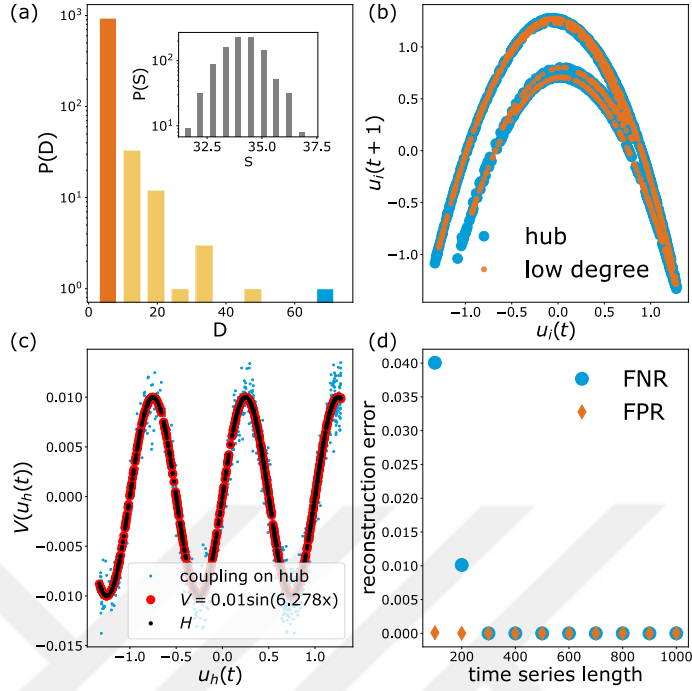 (a)
10³
10²
10¹
10⁰
P(D)
0
20
40
60
D
10²
10¹
P(S)
32.5
35.0
37.5
S
(b)
1.0
0.5
0.0
−0.5
−1.0
uᵢ(t + 1)
hub
low degree
−1.0
−0.5
0.0
0.5
1.0
uᵢ(t)
(c)
0.010
0.005
0.000
−0.005
−0.010
−0.015
V(uₕ(t))
coupling on hub
V = 0.01sin(6.278x)
H
−1.0
−0.5
0.0
0.5
1.0
uₕ(t)
(d)
0.040
0.035
0.030
0.025
0.020
0.015
0.010
0.005
0.000
reconstruction error
FNR
FPR
200
400
600
800
1000
time series length